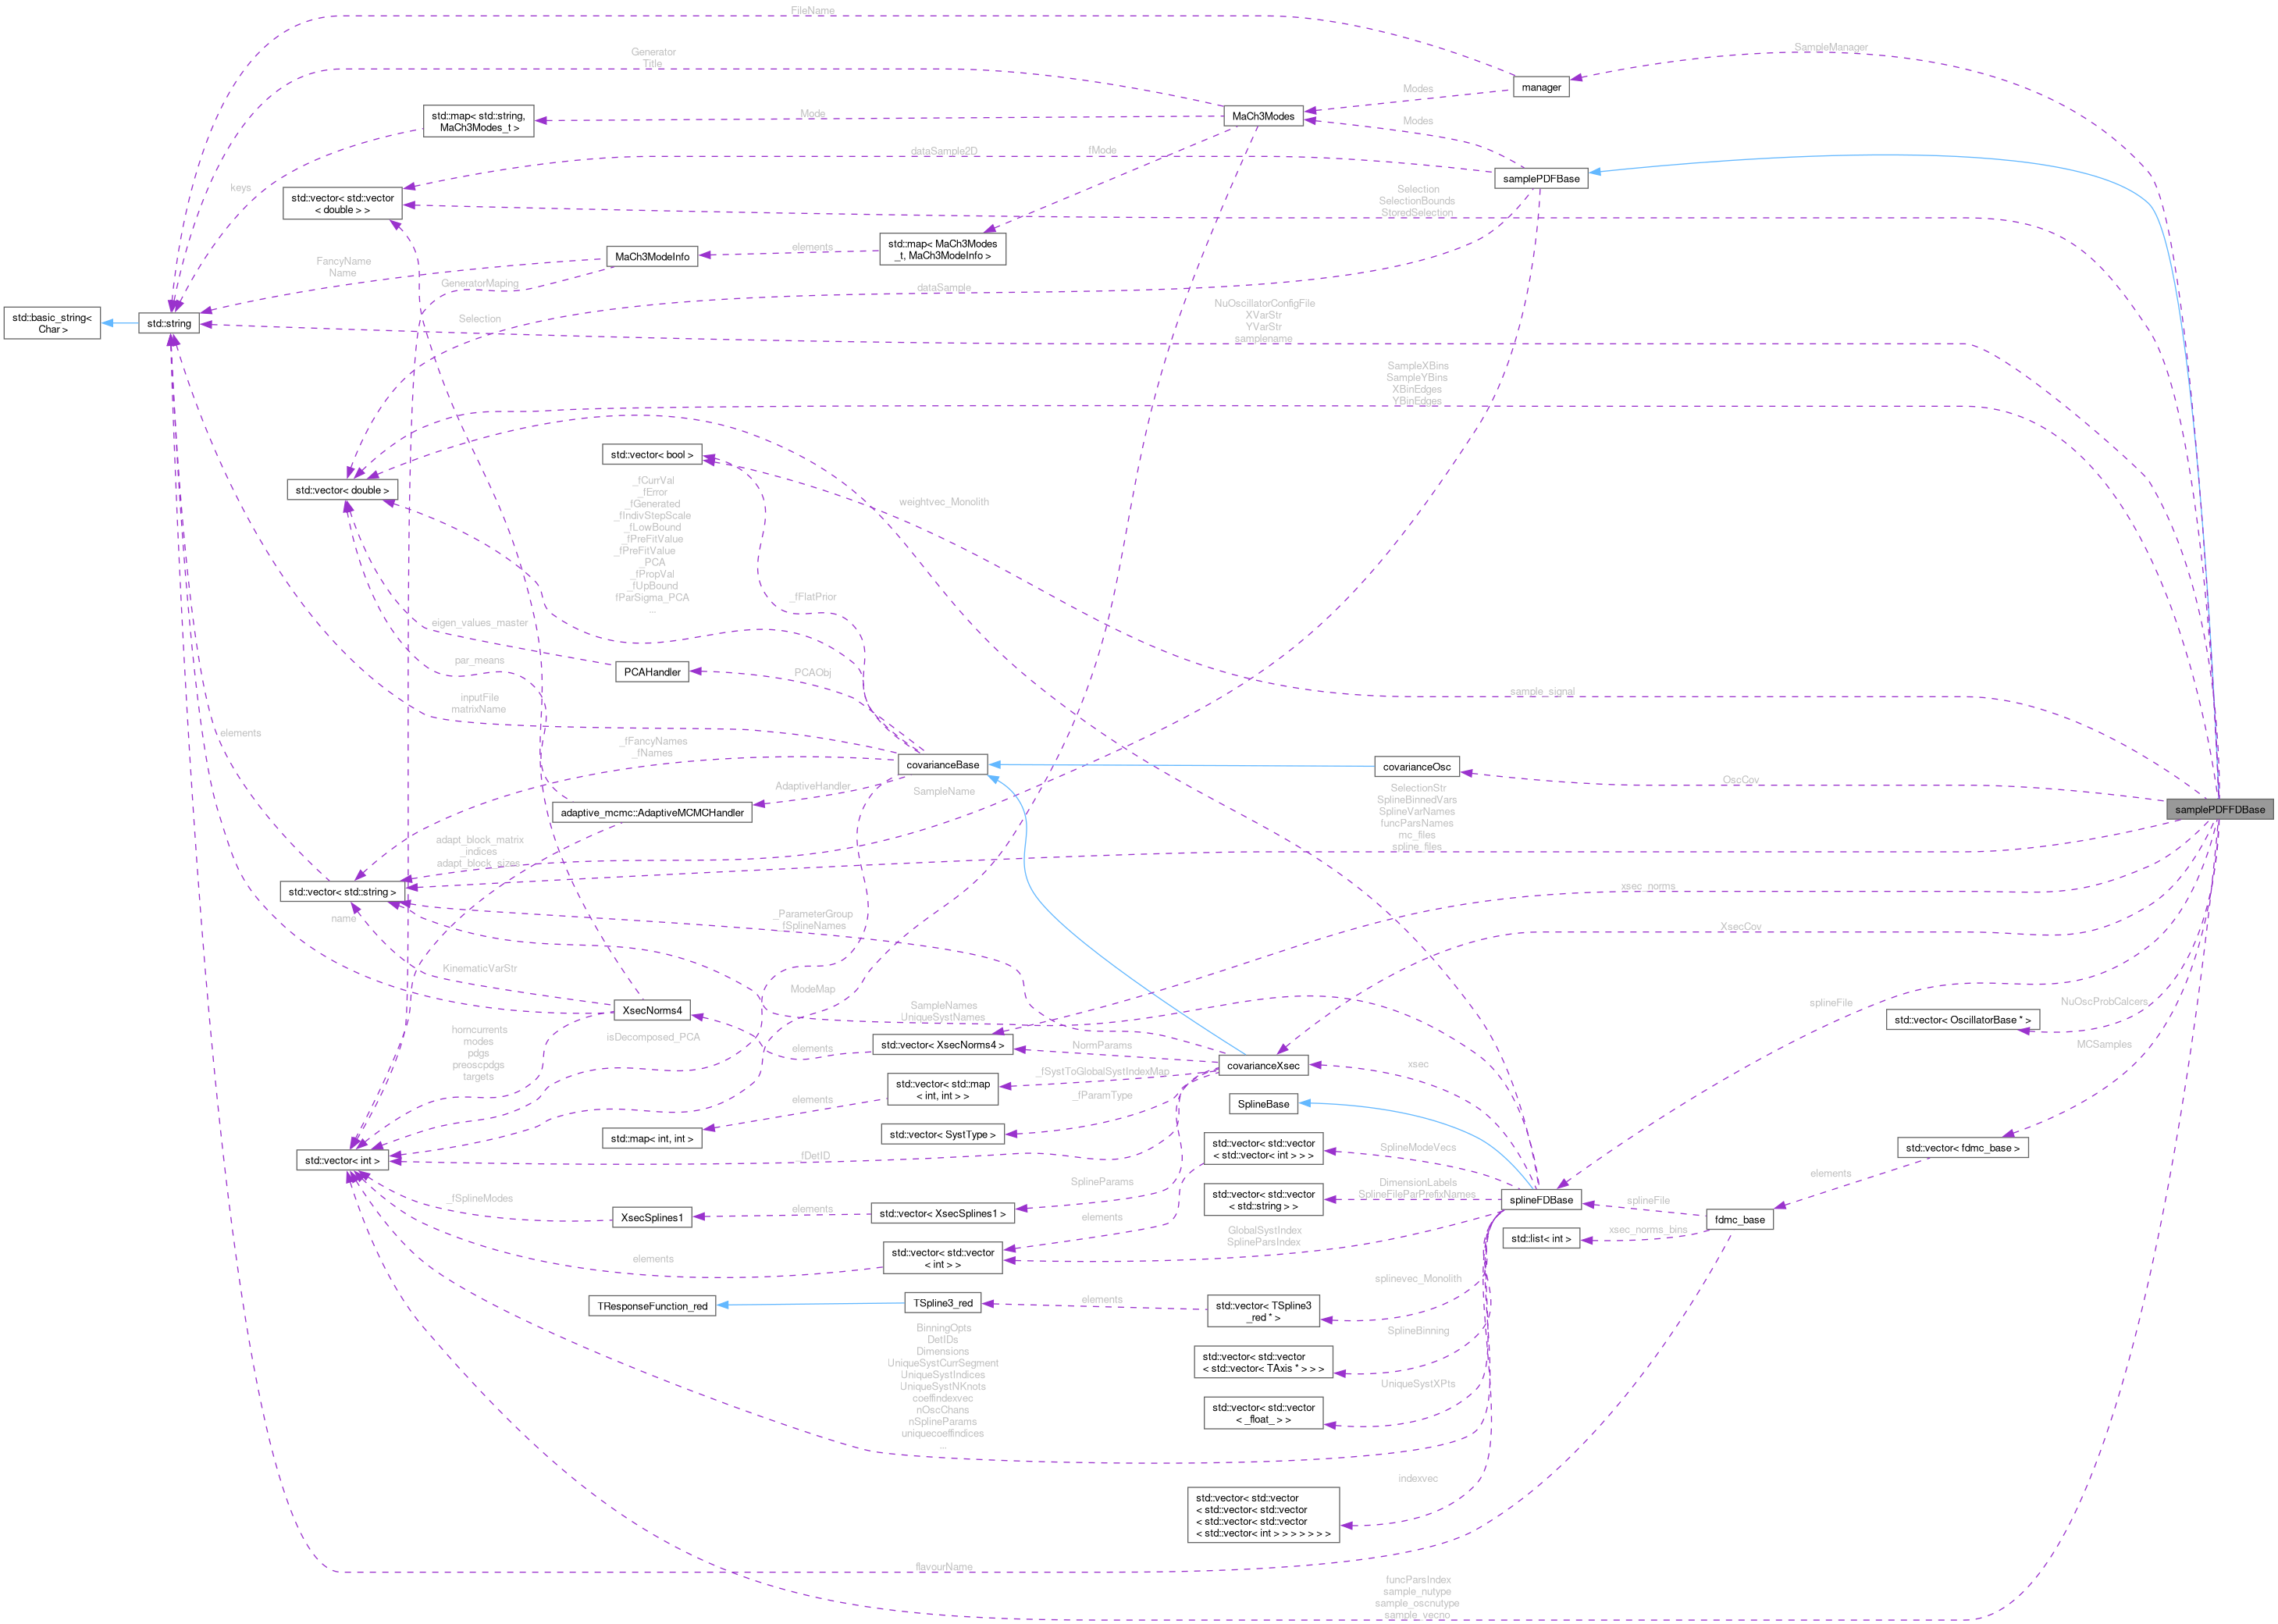 FileName
SampleManager
Generator
Title
manager
Modes
std::map< std::string,
MaCh3Modes_t >
Mode
MaCh3Modes
Modes
dataSample2D
fMode
samplePDFBase
keys
std::vector< std::vector
< double > >
Selection
SelectionBounds
StoredSelection
MaCh3ModeInfo
elements
std::map< MaCh3Modes
_t, MaCh3ModeInfo >
FancyName
Name
GeneratorMaping
dataSample
std::basic_string<
Char >
std::string
Selection
NuOscillatorConfigFile
XVarStr
YVarStr
samplename
SampleXBins
SampleYBins
XBinEdges
YBinEdges
std::vector< bool >
std::vector< double >
_fCurrVal
_fError
_fGenerated
_fIndivStepScale
_fLowBound
_fPreFitValue
_fPreFitValue
_PCA
_fPropVal
_fUpBound
fParSigma_PCA
...
weightvec_Monolith
_fFlatPrior
eigen_values_master
par_means
PCAHandler
PCAObj
sample_signal
inputFile
matrixName
elements
_fFancyNames
_fNames
covarianceBase
covarianceOsc
OscCov
AdaptiveHandler
SampleName
SelectionStr
SplineBinnedVars
SplineVarNames
funcParsNames
mc_files
spline_files
samplePDFFDBase
adaptive_mcmc::AdaptiveMCMCHandler
adapt_block_matrix
_indices
adapt_block_sizes
std::vector< std::string >
xsec_norms
name
_ParameterGroup
_fSplineNames
XsecCov
KinematicVarStr
ModeMap
XsecNorms4
SampleNames
UniqueSystNames
splineFile
NuOscProbCalcers
std::vector< OscillatorBase * >
horncurrents
modes
pdgs
preoscpdgs
targets
isDecomposed_PCA
elements
std::vector< XsecNorms4 >
NormParams
covarianceXsec
xsec
MCSamples
_fSystToGlobalSystIndexMap
std::vector< std::map
< int, int > >
elements
_fParamType
SplineBase
std::map< int, int >
std::vector< SystType >
std::vector< std::vector
< std::vector< int > > >
SplineModeVecs
std::vector< fdmc_base >
std::vector< int >
_fDetID
elements
SplineParams
DimensionLabels
SplineFileParPrefixNames
std::vector< std::vector
< std::string > >
splineFDBase
splineFile
fdmc_base
_fSplineModes
XsecSplines1
elements
std::vector< XsecSplines1 >
elements
GlobalSystIndex
SplineParsIndex
xsec_norms_bins
std::list< int >
elements
std::vector< std::vector
< int > >
splinevec_Monolith
TResponseFunction_red
TSpline3_red
elements
std::vector< TSpline3
_red * >
BinningOpts
DetIDs
Dimensions
UniqueSystCurrSegment
UniqueSystIndices
UniqueSystNKnots
coeffindexvec
nOscChans
nSplineParams
uniquecoeffindices
...
SplineBinning
std::vector< std::vector
< std::vector< TAxis * > > >
UniqueSystXPts
std::vector< std::vector
< _float_ > >
indexvec
std::vector< std::vector
< std::vector< std::vector
< std::vector< std::vector
< std::vector< int > > > > > > >
flavourName
funcParsIndex
sample_nutype
sample_oscnutype
sample_vecno